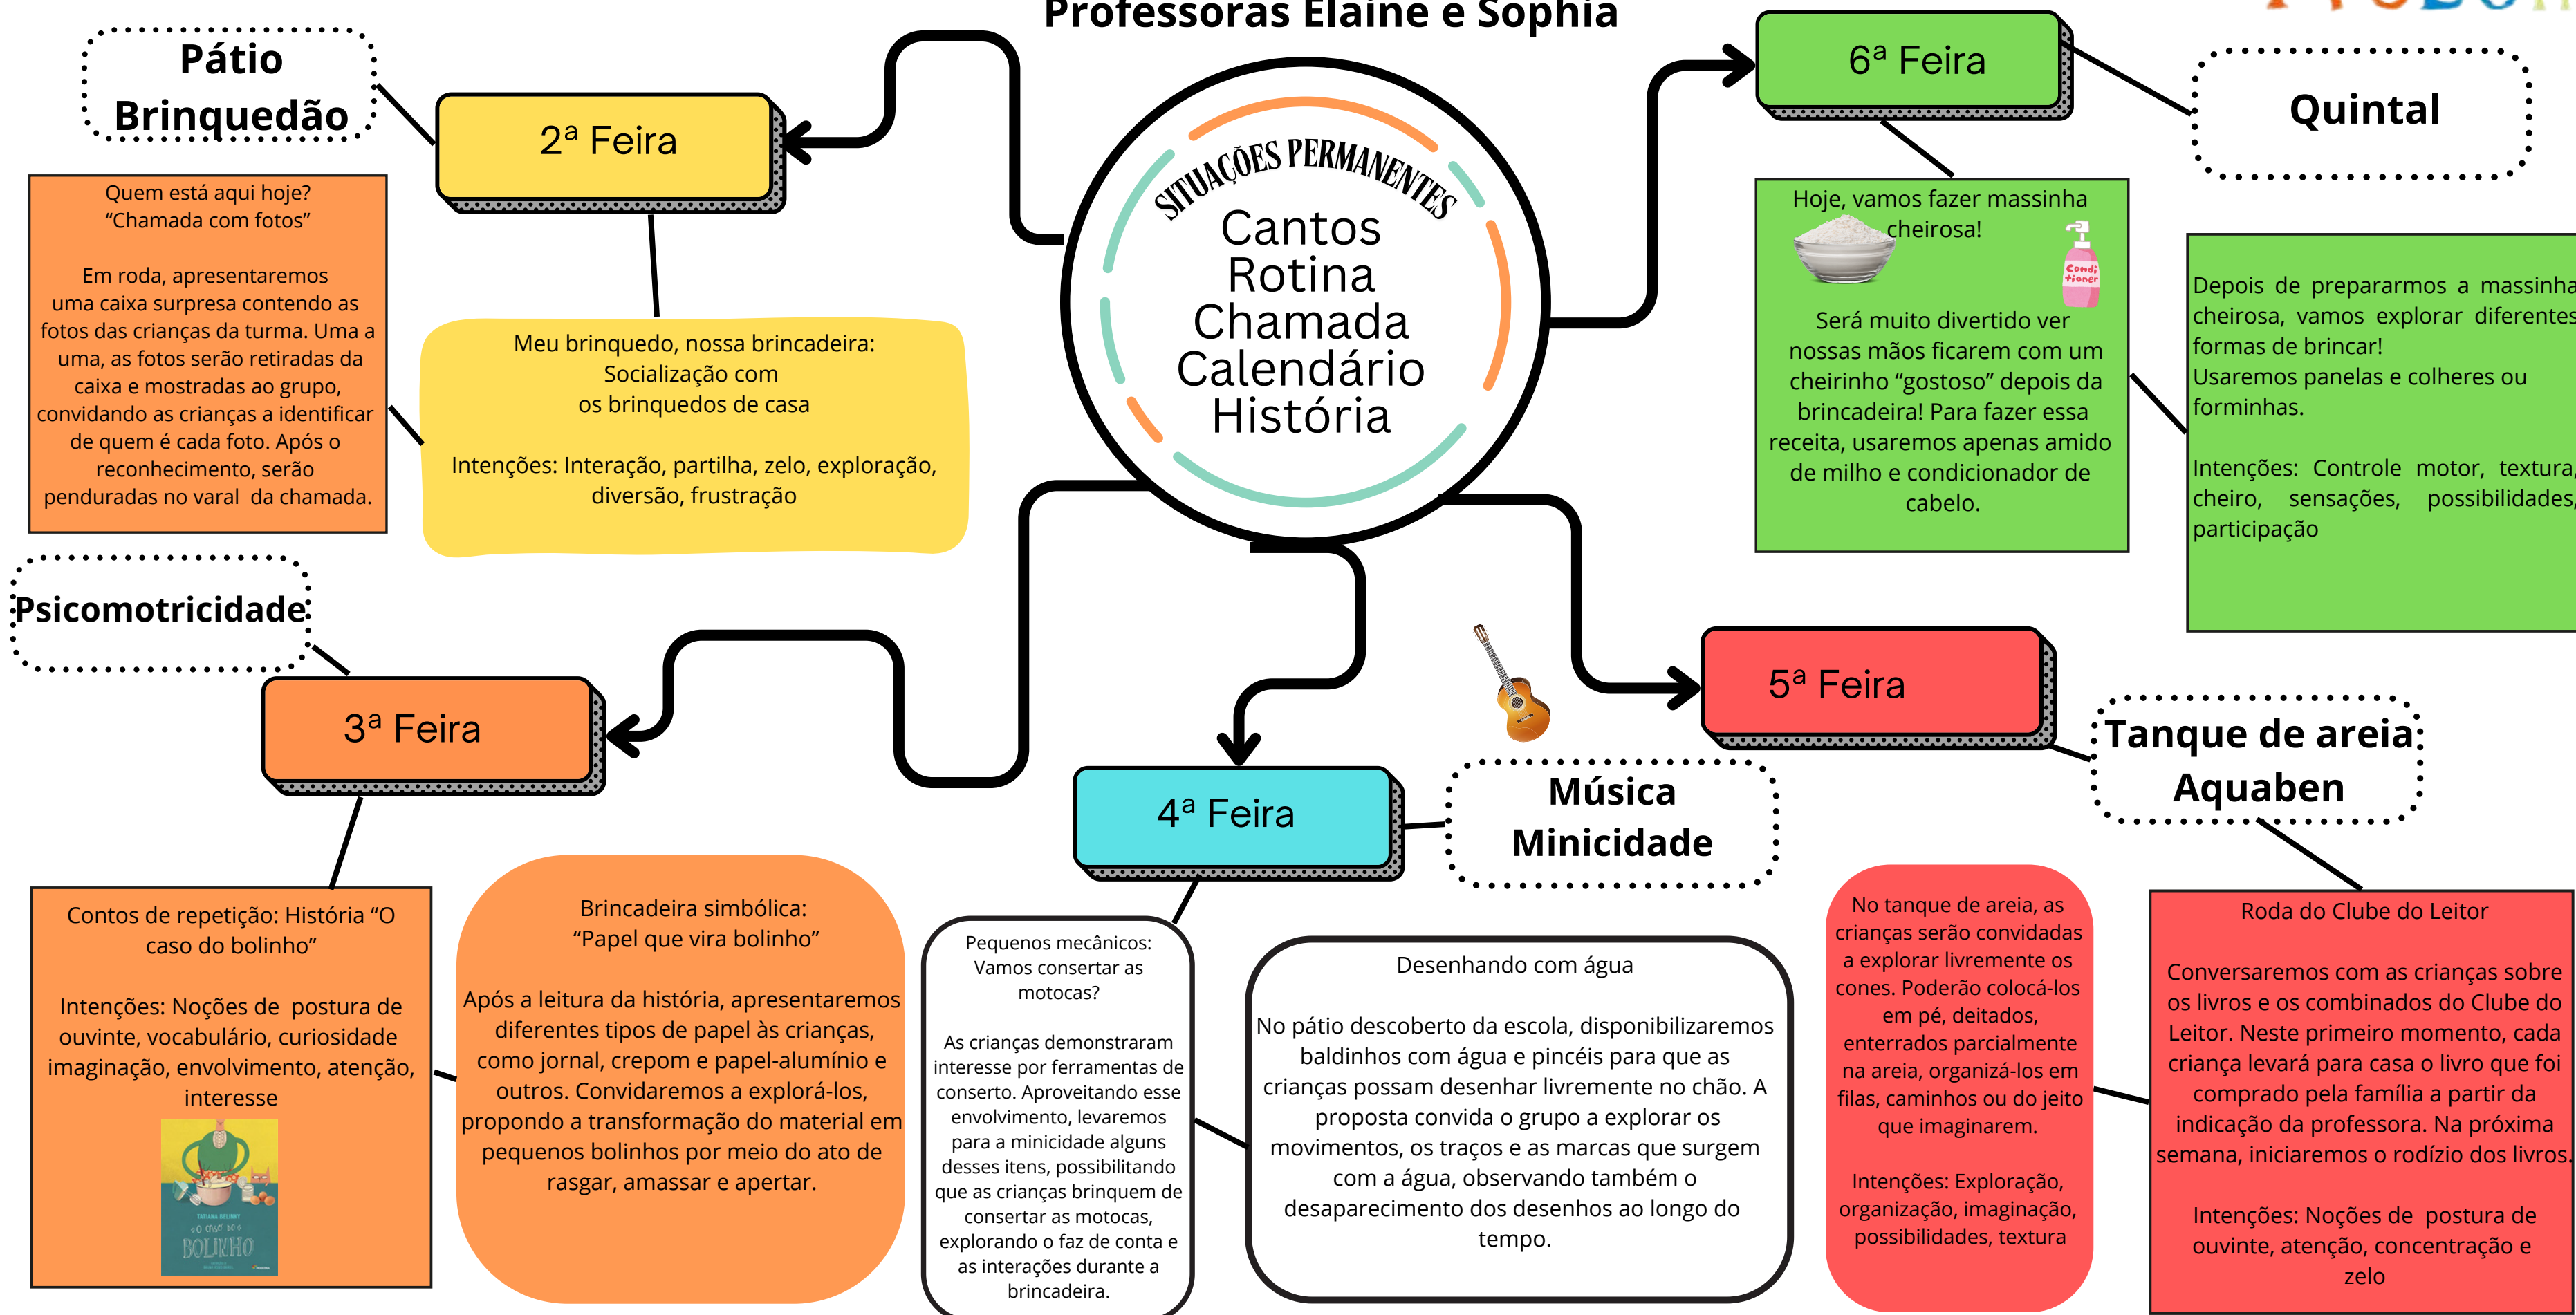 Professoras Elaine e Sophia
SITUAÇÕES PERMANENTES
Cantos
Rotina
Chamada
Calendário
História
Pátio
Brinquedão
2ª Feira
Quem está aqui hoje?
“Chamada com fotos”
Em roda, apresentaremos
uma caixa surpresa contendo as
fotos das crianças da turma. Uma a
uma, as fotos serão retiradas da
caixa e mostradas ao grupo,
convidando as crianças a identificar
de quem é cada foto. Após o
reconhecimento, serão
penduradas no varal da chamada.
Meu brinquedo, nossa brincadeira:
Socialização com
os brinquedos de casa
Intenções: Interação, partilha, zelo, exploração,
diversão, frustração
Psicomotricidade
3ª Feira
Contos de repetição: História “O
caso do bolinho”
Intenções: Noções de postura de
ouvinte, vocabulário, curiosidade
imaginação, envolvimento, atenção,
interesse
TATIANA BELINKY
O CASO DO
BOLINHO
Brincadeira simbólica:
“Papel que vira bolinho”
Após a leitura da história, apresentaremos
diferentes tipos de papel às crianças,
como jornal, crepom e papel-alumínio e
outros. Convidaremos a explorá-los,
propondo a transformação do material em
pequenos bolinhos por meio do ato de
rasgar, amassar e apertar.
4ª Feira
Música
Minicidade
Pequenos mecânicos:
Vamos consertar as
motocas?
As crianças demonstraram
interesse por ferramentas de
conserto. Aproveitando esse
envolvimento, levaremos
para a minicidade alguns
desses itens, possibilitando
que as crianças brinquem de
consertar as motocas,
explorando o faz de conta e
as interações durante a
brincadeira.
Desenhando com água
No pátio descoberto da escola, disponibilizaremos
baldinhos com água e pincéis para que as
crianças possam desenhar livremente no chão. A
proposta convida o grupo a explorar os
movimentos, os traços e as marcas que surgem
com a água, observando também o
desaparecimento dos desenhos ao longo do
tempo.
5ª Feira
Tanque de areia
Aquaben
No tanque de areia, as
crianças serão convidadas
a explorar livremente os
cones. Poderão colocá-los
em pé, deitados,
enterrados parcialmente
na areia, organizá-los em
filas, caminhos ou do jeito
que imaginarem.
Intenções: Exploração,
organização, imaginação,
possibilidades, textura
Roda do Clube do Leitor
Conversaremos com as crianças sobre
os livros e os combinados do Clube do
Leitor. Neste primeiro momento, cada
criança levará para casa o livro que foi
comprado pela família a partir da
indicação da professora. Na próxima
semana, iniciaremos o rodízio dos livros.
Intenções: Noções de postura de
ouvinte, atenção, concentração e
zelo
6ª Feira
Quintal
Hoje, vamos fazer massinha
cheirosa!
Condi
tioner
Será muito divertido ver
nossas mãos ficarem com um
cheirinho “gostoso” depois da
brincadeira! Para fazer essa
receita, usaremos apenas amido
de milho e condicionador de
cabelo.
Depois de prepararmos a massinha
cheirosa, vamos explorar diferentes
formas de brincar!
Usaremos panelas e colheres ou
forminhas.
Intenções: Controle motor, textura,
cheiro, sensações, possibilidades,
participação